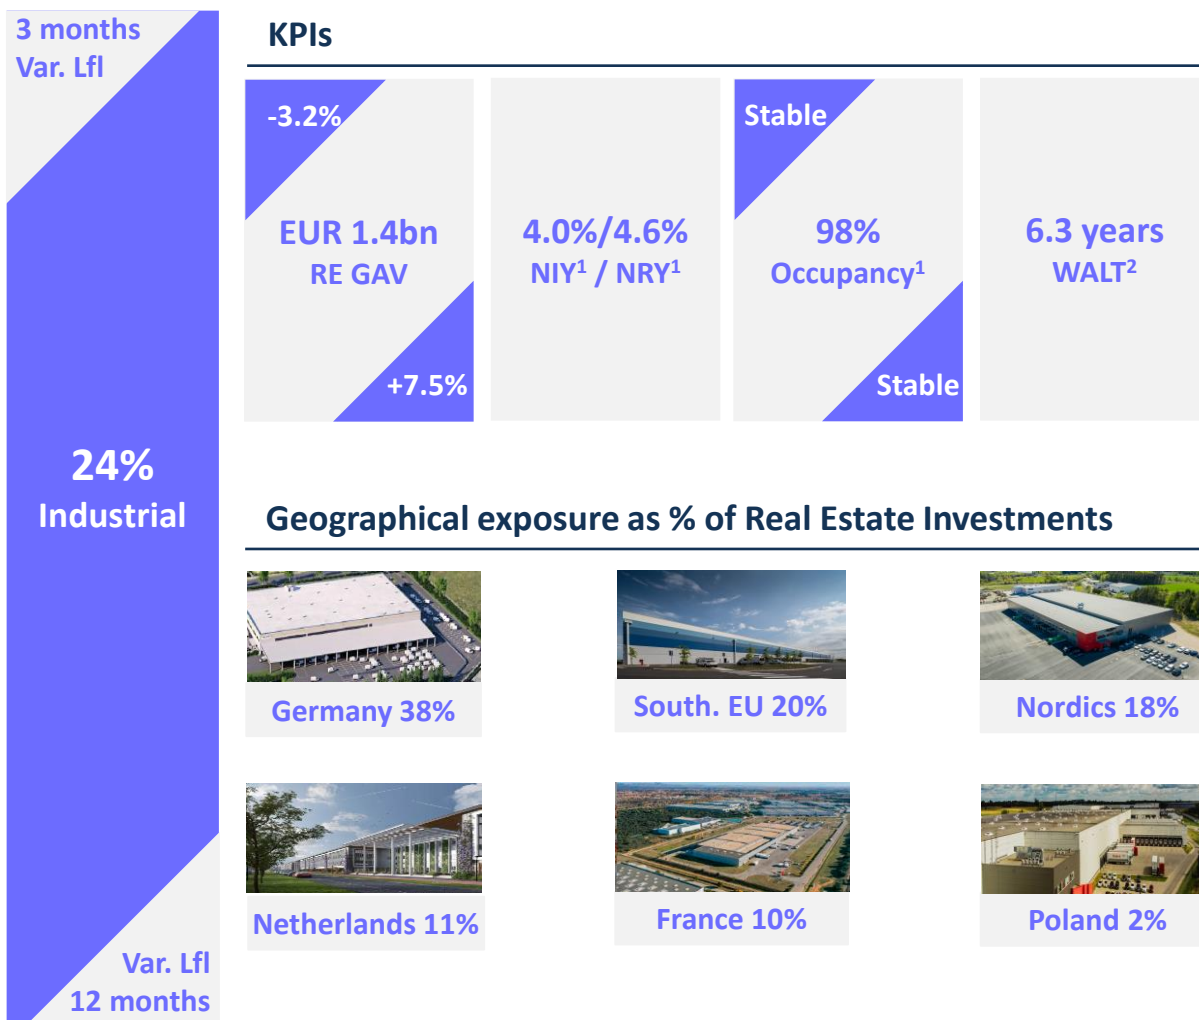 3 months
Var. Lfl
24%
Industrial
Var. Lfl
12 months
KPIs
-3.2%
EUR 1.4bn
RE GAV
+7.5%
4.0%/4.6%
NIY¹ / NRY¹
Stable
98%
Occupancy¹
Stable
6.3 years
WALT²
Geographical exposure as % of Real Estate Investments
Germany 38%
South. EU 20%
Nordics 18%
Netherlands 11%
France 10%
Poland 2%